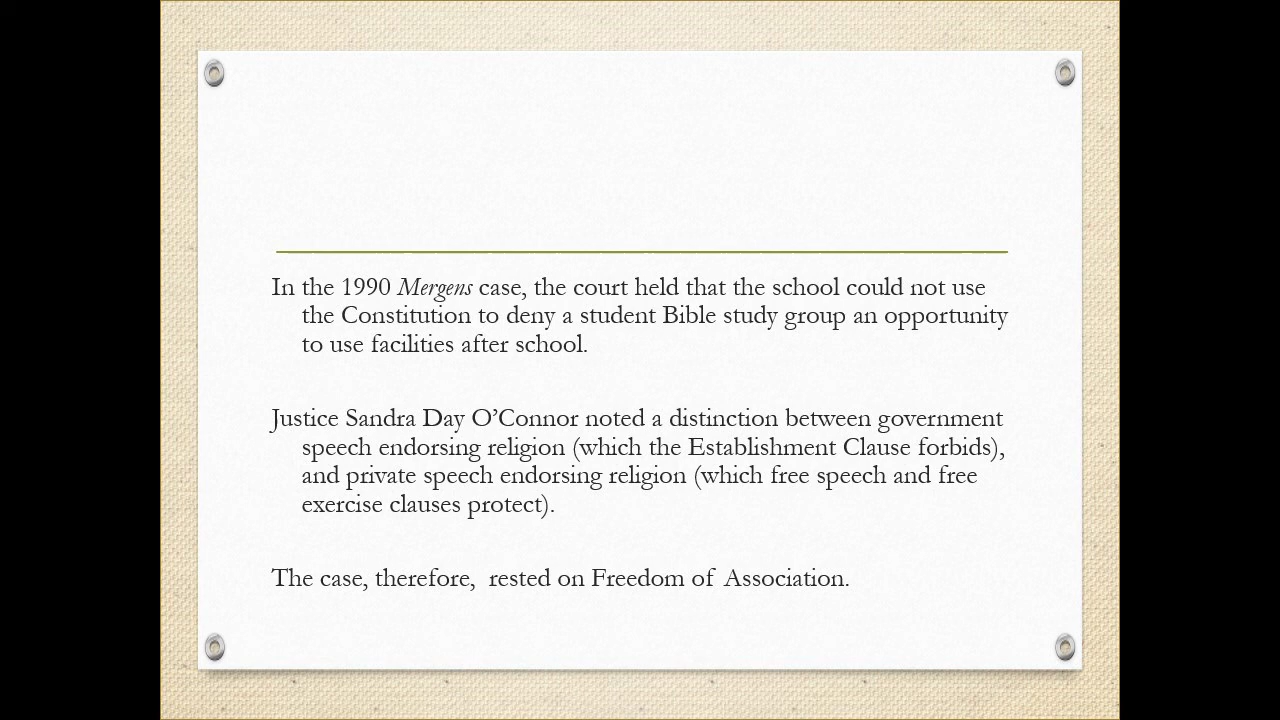 In the 1990 Mergens case, the court held that the school could not use
the Constitution to deny a student Bible study group an opportunity
to use facilities after school.
Justice Sandra Day O’Connor noted a distinction between government
speech endorsing religion (which the Establishment Clause forbids),
and private speech endorsing religion (which free speech and free
exercise clauses protect).
The case, therefore,  rested on Freedom of Association.